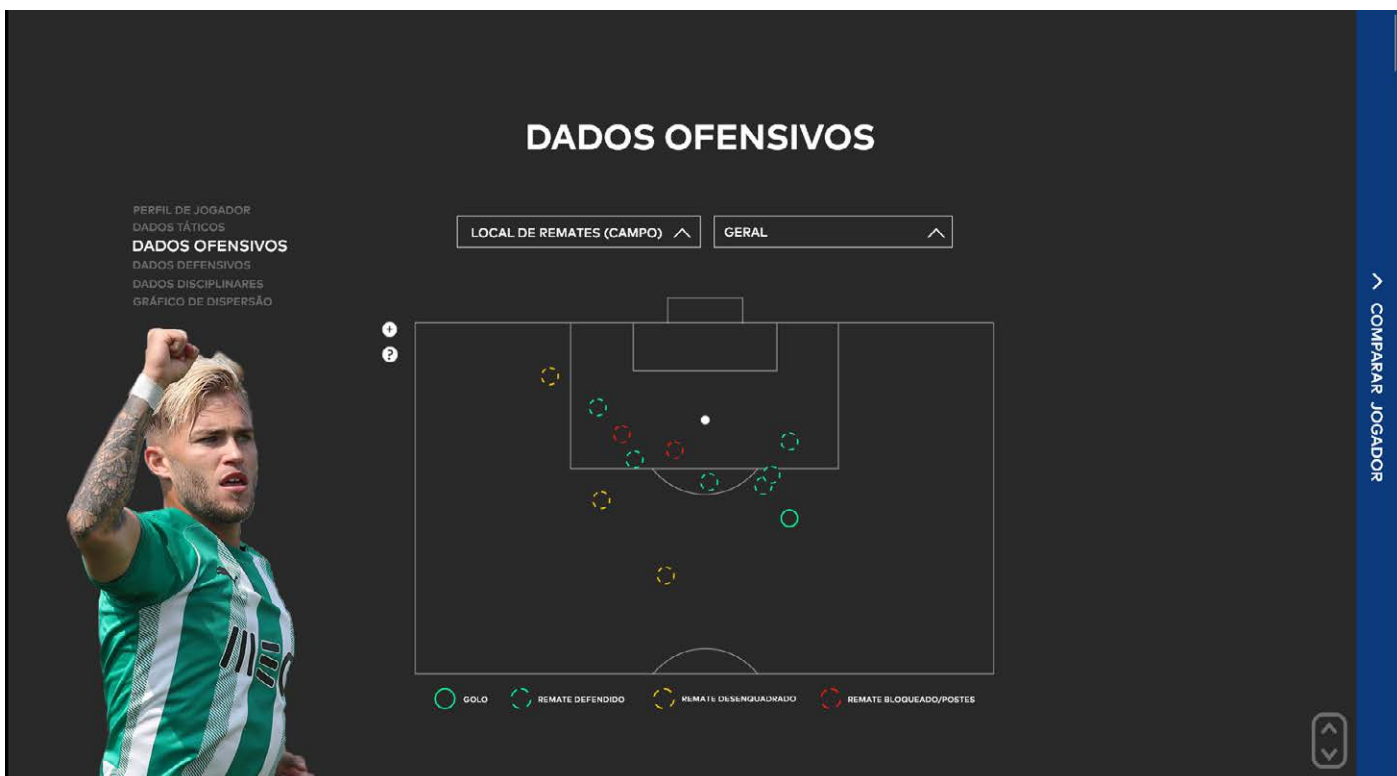 DADOS OFENSIVOS
PERFIL DE JOGADOR
DADOS TÁTICOS
DADOS OFENSIVOS
DADOS DEFENSIVOS
DADOS DISCIPLINARES
GRÁFICO DE DISPERSÃO
LOCAL DE REMATES (CAMPO)
GERAL
+
?
GOLO
REMATE DEFENDIDO
REMATE DESENQUADRADO
REMATE BLOQUEADO/POSTES
COMPARAR JOGADOR